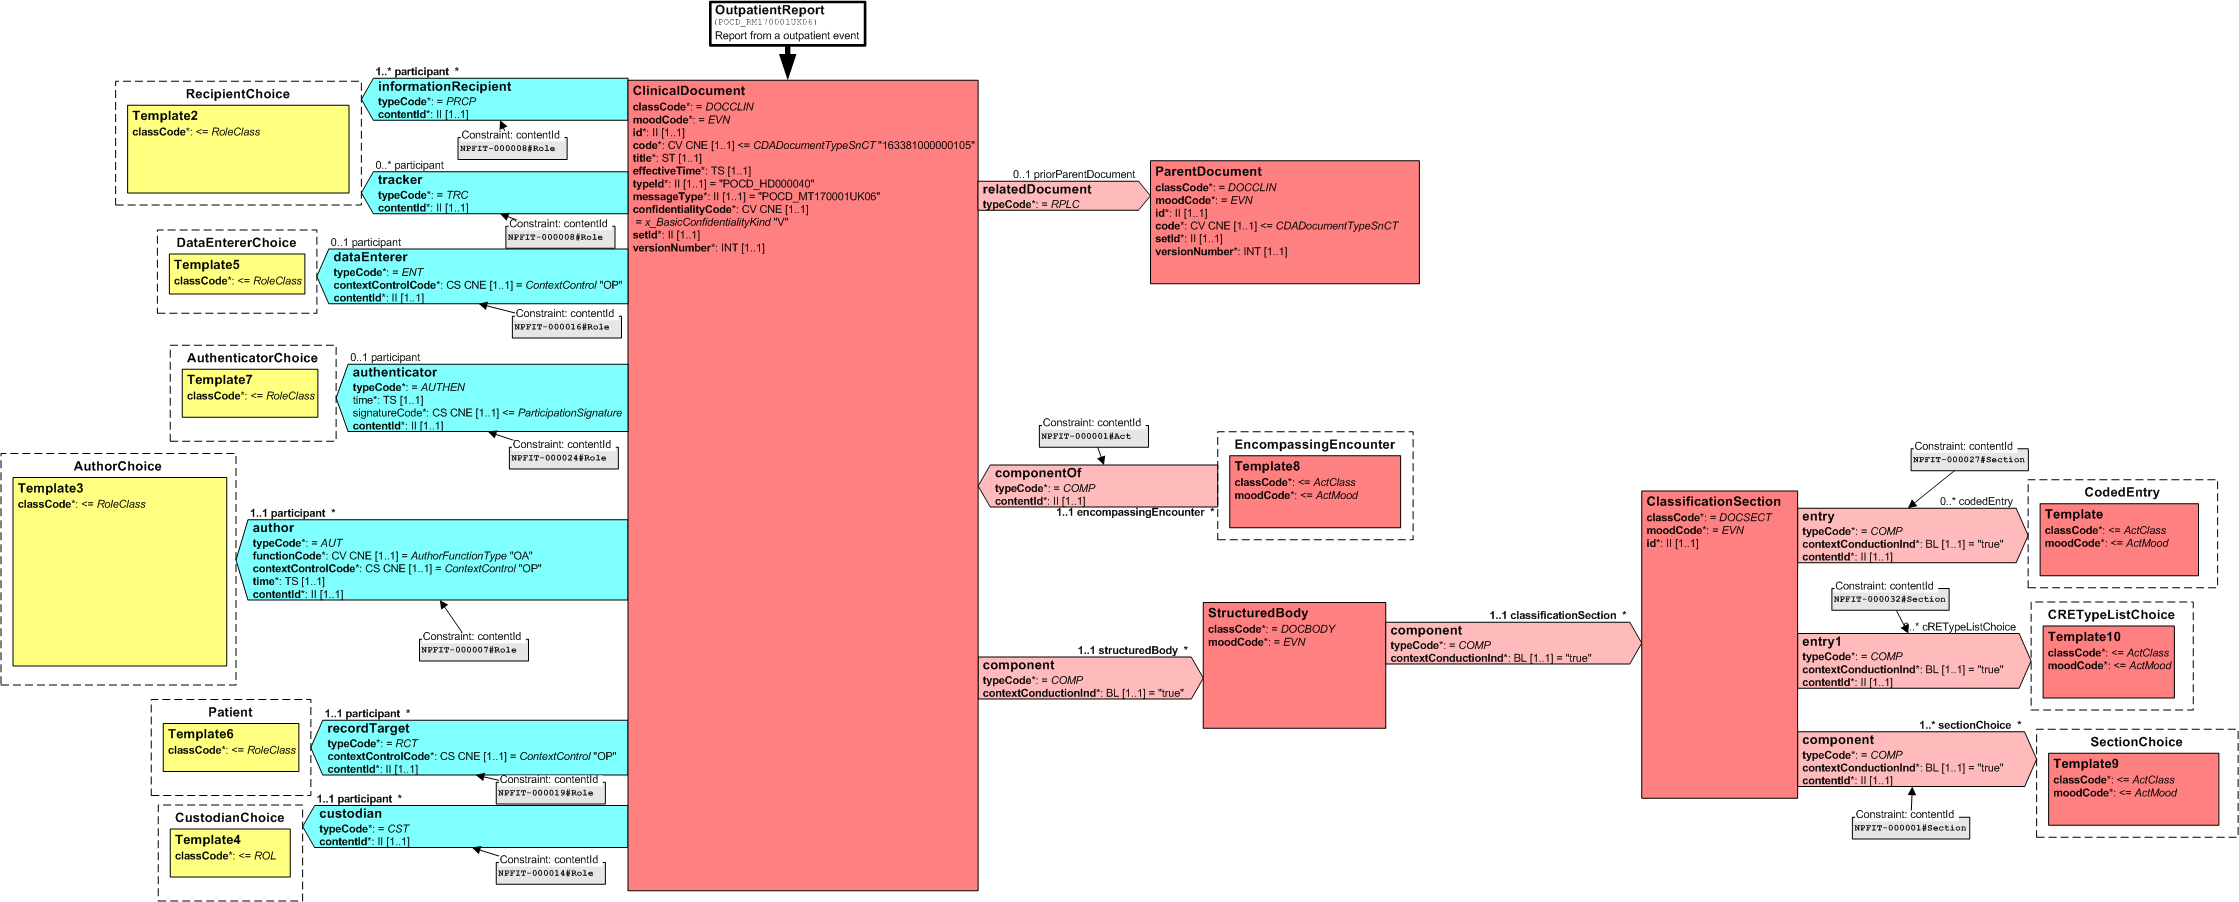 OutpatientReport
(POCD_RM170001UK06)
Report from a outpatient event
1..* participant *
informationRecipient
typeCode*: = PRCP
contentId*: II [1..1]
Constraint: contentId
NPFIT-000008#Role
RecipientChoice
Template2
classCode*: <= RoleClass
0..* participant
tracker
typeCode*: = TRC
contentId*: II [1..1]
Constraint: contentId
NPFIT-000008#Role
DataEntererChoice
Template5
classCode*: <= RoleClass
0..1 participant
dataEnterer
typeCode*: = ENT
contextControlCode*: CS CNE [1..1] = ContextControl "OP"
contentId*: II [1..1]
Constraint: contentId
NPFIT-000016#Role
AuthenticatorChoice
Template7
classCode*: <= RoleClass
0..1 participant
authenticator
typeCode*: = AUTHEN
time*: TS [1..1]
signatureCode*: CS CNE [1..1] <= ParticipationSignature
contentId*: II [1..1]
Constraint: contentId
NPFIT-000024#Role
AuthorChoice
Template3
classCode*: <= RoleClass
1..1 participant *
author
typeCode*: = AUT
functionCode*: CV CNE [1..1] = AuthorFunctionType "OA"
contextControlCode*: CS CNE [1..1] = ContextControl "OP"
time*: TS [1..1]
contentId*: II [1..1]
Constraint: contentId
NPFIT-000007#Role
Patient
Template6
classCode*: <= RoleClass
1..1 participant *
recordTarget
typeCode*: = RCT
contextControlCode*: CS CNE [1..1] = ContextControl "OP"
contentId*: II [1..1]
Constraint: contentId
NPFIT-000019#Role
CustodianChoice
Template4
classCode*: <= ROL
1..1 participant *
custodian
typeCode*: = CST
contentId*: II [1..1]
Constraint: contentId
NPFIT-000014#Role
ClinicalDocument
classCode*: = DOCCLIN
moodCode*: = EVN
id*: II [1..1]
code*: CV CNE [1..1] <= CDADocumentTypeSnCT "163381000000105"
title*: ST [1..1]
effectiveTime*: TS [1..1]
typeId*: II [1..1] = "POCD_HD000040"
messageType*: II [1..1] = "POCD_MT170001UK06"
confidentialityCode*: CV CNE [1..1]
= x_BasicConfidentialityKind "V"
setId*: II [1..1]
versionNumber*: INT [1..1]
0..1 priorParentDocument
relatedDocument
typeCode*: = RPLC
ParentDocument
classCode*: = DOCCLIN
moodCode*: = EVN
id*: II [1..1]
code*: CV CNE [1..1] <= CDADocumentTypeSnCT
setId*: II [1..1]
versionNumber*: INT [1..1]
Constraint: contentId
NPFIT-000001#Act
componentOf
typeCode*: = COMP
contentId*: II [1..1]
1..1 encompassingEncounter *
EncompassingEncounter
Template8
classCode*: <= ActClass
moodCode*: <= ActMood
1..1 structuredBody *
component
typeCode*: = COMP
contextConductionInd*: BL [1..1] = "true"
StructuredBody
classCode*: = DOCBODY
moodCode*: = EVN
1..1 classificationSection *
component
typeCode*: = COMP
contextConductionInd*: BL [1..1] = "true"
ClassificationSection
classCode*: = DOCSECT
moodCode*: = EVN
id*: II [1..1]
Constraint: contentId
NPFIT-000027#Section
0..* codedEntry
entry
typeCode*: = COMP
contextConductionInd*: BL [1..1] = "true"
contentId*: II [1..1]
CodedEntry
Template
classCode*: <= ActClass
moodCode*: <= ActMood
Constraint: contentId
NPFIT-000032#Section
0..* cRETypeListChoice
entry1
typeCode*: = COMP
contextConductionInd*: BL [1..1] = "true"
contentId*: II [1..1]
CRETypeListChoice
Template10
classCode*: <= ActClass
moodCode*: <= ActMood
1..* sectionChoice *
component
typeCode*: = COMP
contextConductionInd*: BL [1..1] = "true"
contentId*: II [1..1]
Constraint: contentId
NPFIT-000001#Section
SectionChoice
Template9
classCode*: <= ActClass
moodCode*: <= ActMood